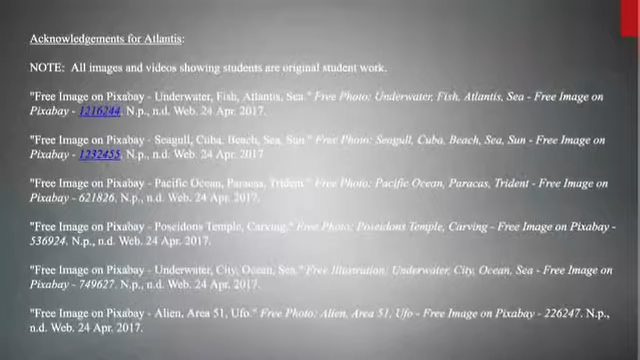 Acknowledgements for Atlantis:
NOTE: All images and videos showing students are original student work.
"Free Image on Pixabay - Underwater, Fish, Atlantis, Sea." Free Photo: Underwater, Fish, Atlantis, Sea - Free Image on
Pixabay - 1216244. N.p., n.d. Web. 24 Apr. 2017.
"Free Image on Pixabay - Seagull, Cuba, Beach, Sea, Sun." Free Photo: Seagull, Cuba, Beach, Sea, Sun - Free Image on
Pixabay - 1232455. N.p., n.d. Web. 24 Apr. 2017
"Free Image on Pixabay - Pacific Ocean, Paracas, Trident." Free Photo: Pacific Ocean, Paracas, Trident - Free Image on
Pixabay - 621826. N.p., n.d. Web. 24 Apr. 2017.
"Free Image on Pixabay - Poseidons Temple, Carving." Free Photo: Poseidons Temple, Carving - Free Image on Pixabay -
536924. N.p., n.d. Web. 24 Apr. 2017.
"Free Image on Pixabay - Underwater, City, Ocean, Sea." Free Illustration: Underwater, City, Ocean, Sea - Free Image on
Pixabay - 749627. N.p., n.d. Web. 24 Apr. 2017.
"Free Image on Pixabay - Alien, Area 51, Ufo." Free Photo: Alien, Area 51, Ufo - Free Image on Pixabay - 226247. N.p.,
n.d. Web. 24 Apr. 2017.